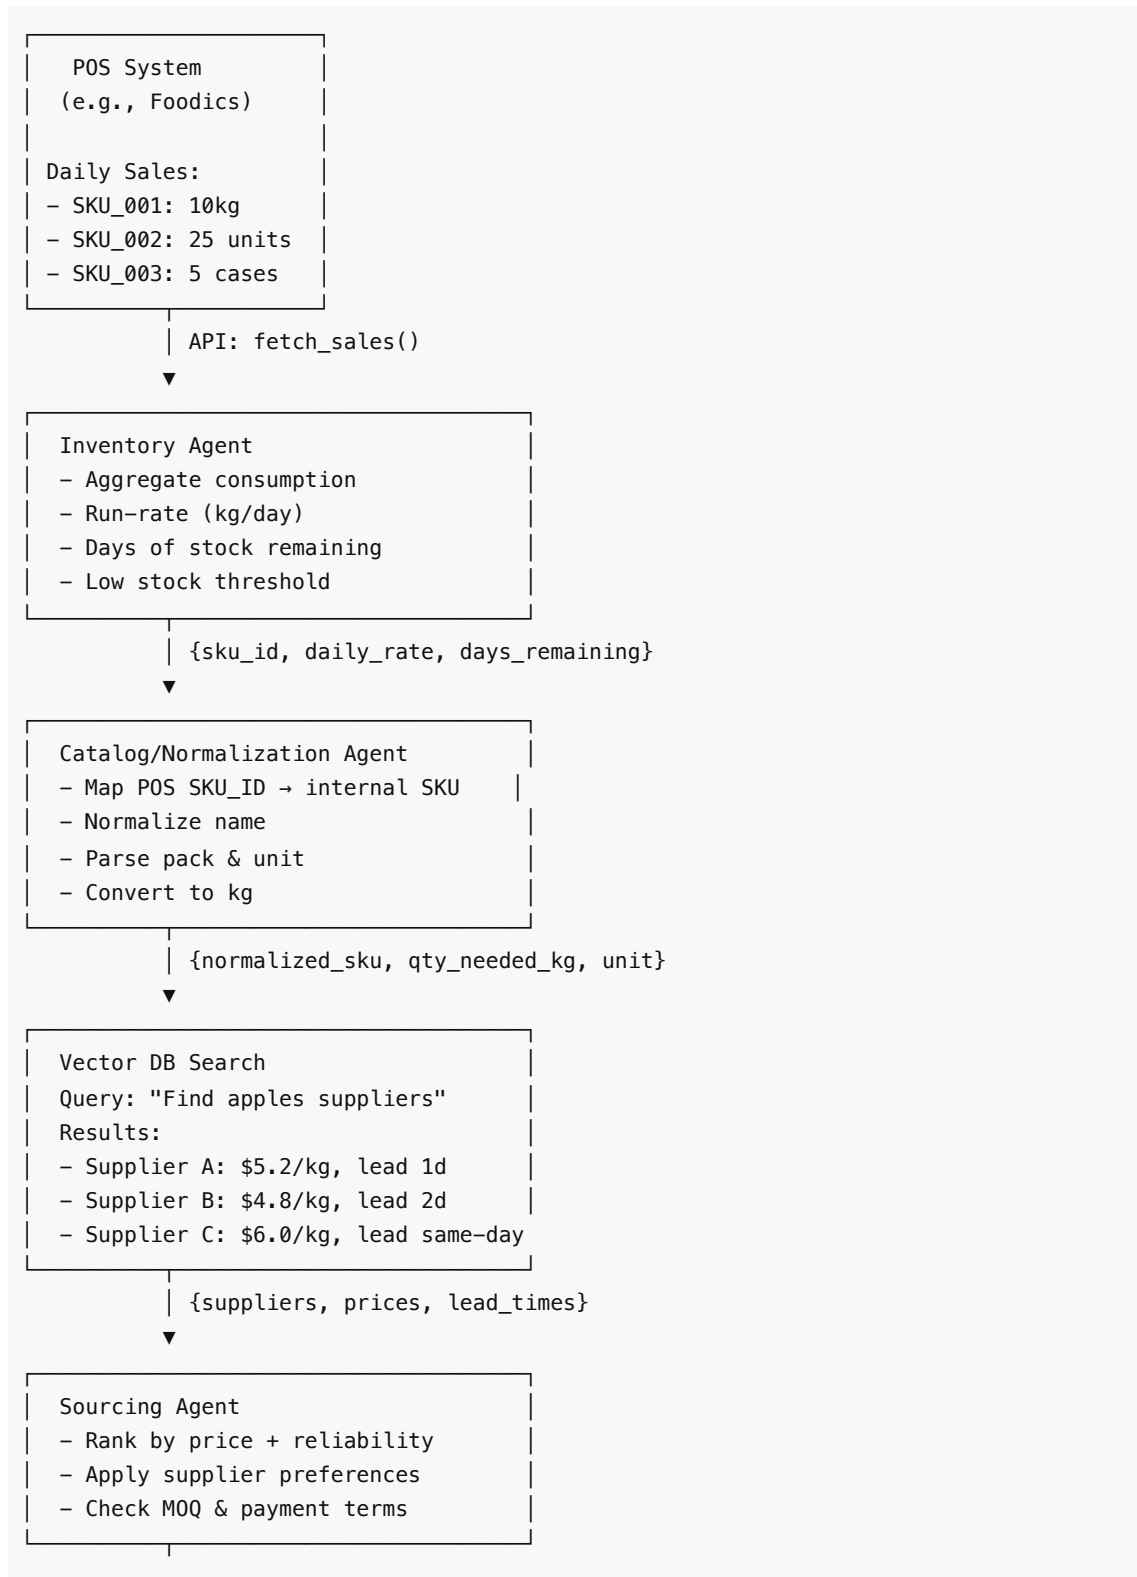 POS System
(e.g., Foodics)
Daily Sales:
– SKU_001: 10kg
– SKU_002: 25 units
– SKU_003: 5 cases
API: fetch_sales()
▼
Inventory Agent
– Aggregate consumption
– Run–rate (kg/day)
– Days of stock remaining
– Low stock threshold
{sku_id, daily_rate, days_remaining}
▼
Catalog/Normalization Agent
– Map POS SKU_ID → internal SKU
– Normalize name
– Parse pack & unit
– Convert to kg
{normalized_sku, qty_needed_kg, unit}
▼
Vector DB Search
Query: "Find apples suppliers"
Results:
– Supplier A: $5.2/kg, lead 1d
– Supplier B: $4.8/kg, lead 2d
– Supplier C: $6.0/kg, lead same–day
{suppliers, prices, lead_times}
▼
Sourcing Agent
– Rank by price + reliability
– Apply supplier preferences
– Check MOQ & payment terms